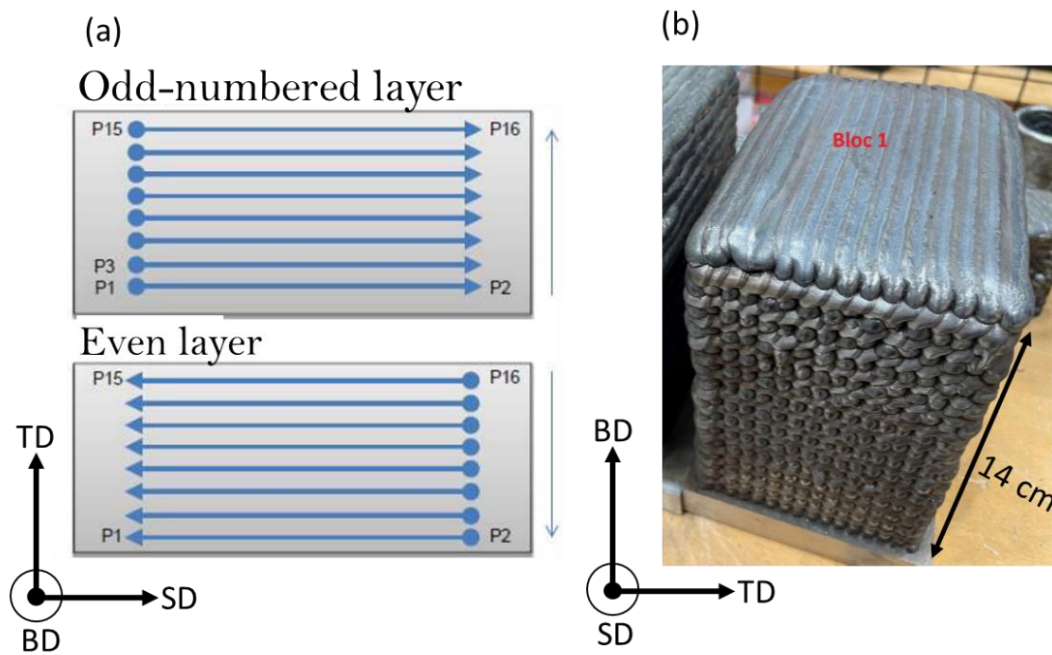 (a)
Odd-numbered layer
P15 P16
P3
P1 P2
Even layer
P15 P16
P1 P2
TD
SD
BD
(b)
Bloc 1
14 cm
BD
TD
SD